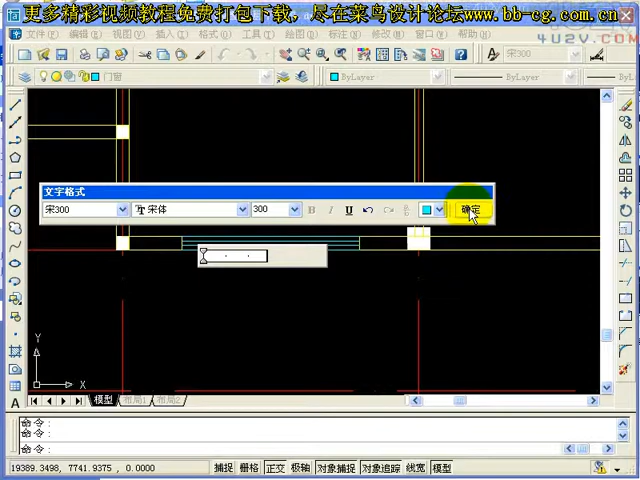 更多精彩视频教程免费打包下载,尽在菜鸟设计论坛www.bb-cg.com.cn
4U2V.COM
文件(F) 编辑(E) 视图(V) 插入(I) 格式(O) 工具(T) 绘图(D) 标注(N) 修改(M) 窗口(W) 帮助(H)
宋300
门窗 ByLayer ByLayer ByLayer
文字格式
宋300 宋体 300 B I U 确定
Y
X
模型 布局1 布局2
命令:
命令:
命令:
19389.3498, 7741.9375 , 0.0000 捕捉 栅格 正交 极轴 对象捕捉 对象追踪 线宽 模型